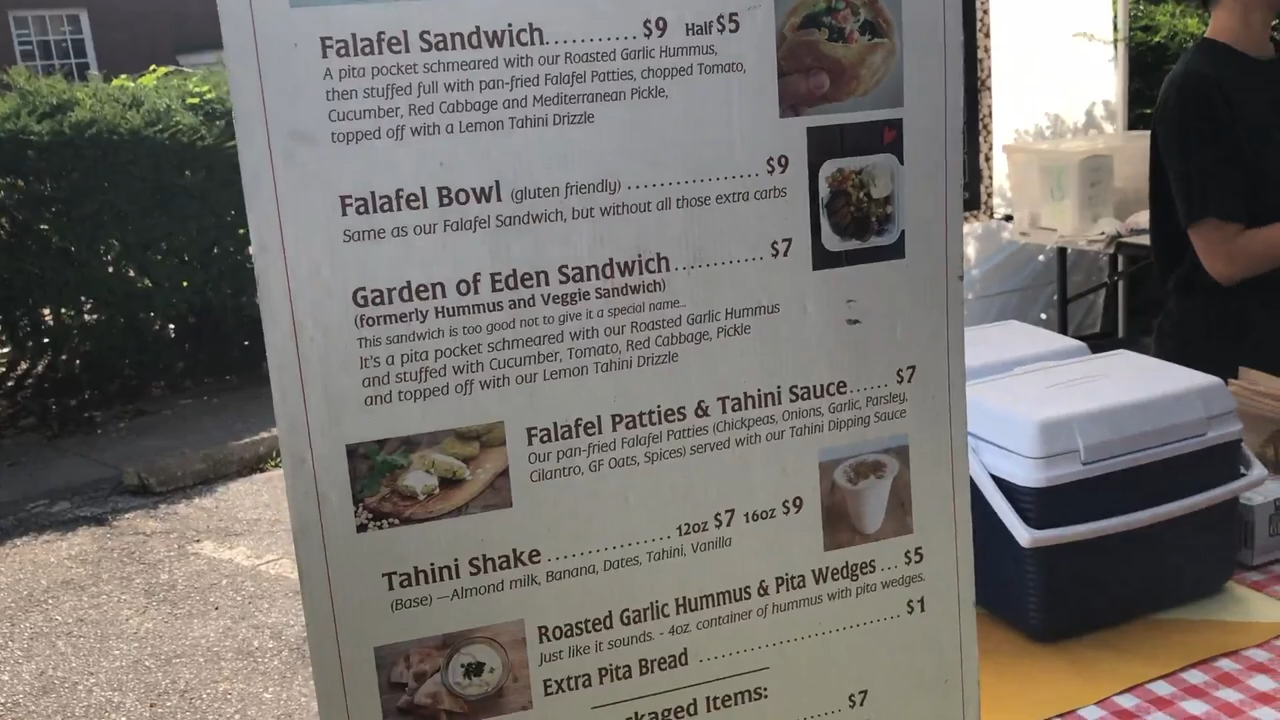 Falafel Sandwich.......... $9 Half $5
A pita pocket schmeared with our Roasted Garlic Hummus,
then stuffed full with pan-fried Falafel Patties, chopped Tomato,
Cucumber, Red Cabbage and Mediterranean Pickle,
topped off with a Lemon Tahini Drizzle
Falafel Bowl (gluten friendly) ................. $9
Same as our Falafel Sandwich, but without all those extra carbs
Garden of Eden Sandwich............ $7
(formerly Hummus and Veggie Sandwich)
This sandwich is too good not to give it a special name...
It's a pita pocket schmeared with our Roasted Garlic Hummus
and stuffed with Cucumber, Tomato, Red Cabbage, Pickle
and topped off with our Lemon Tahini Drizzle
Falafel Patties & Tahini Sauce...... $7
Our pan-fried Falafel Patties (Chickpeas, Onions, Garlic, Parsley,
Cilantro, GF Oats, Spices) served with our Tahini Dipping Sauce
Tahini Shake ................ 12oz $7 16oz $9
(Base) —Almond milk, Banana, Dates, Tahini, Vanilla
Roasted Garlic Hummus & Pita Wedges ... $5
Just like it sounds. - 4oz. container of hummus with pita wedges.
Extra Pita Bread ........................... $1
Items:
$7